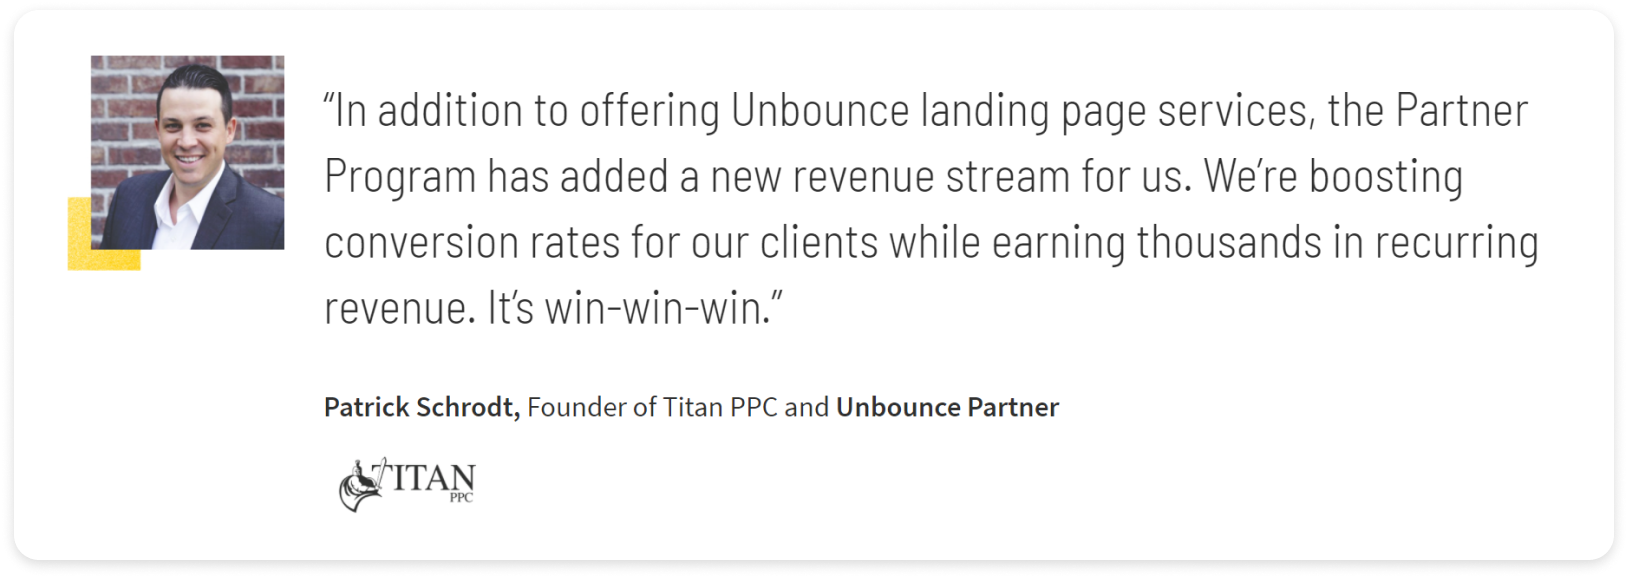 “In addition to offering Unbounce landing page services, the Partner
Program has added a new revenue stream for us. We’re boosting
conversion rates for our clients while earning thousands in recurring
revenue. It’s win-win-win.”
Patrick Schrodt, Founder of Titan PPC and Unbounce Partner
TITAN
PPC